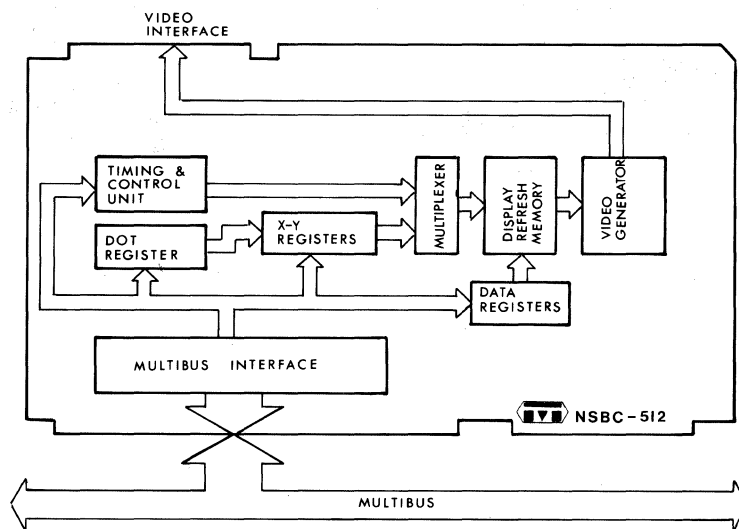 VIDEO
INTERFACE
TIMING &
CONTROL
UNIT
DOT
REGISTER
X-Y
REGISTERS
MULTIPLEXER
DISPLAY
REFRESH
MEMORY
VIDEO
GENERATOR
DATA
REGISTERS
MULTIBUS INTERFACE
NSBC-512
MULTIBUS